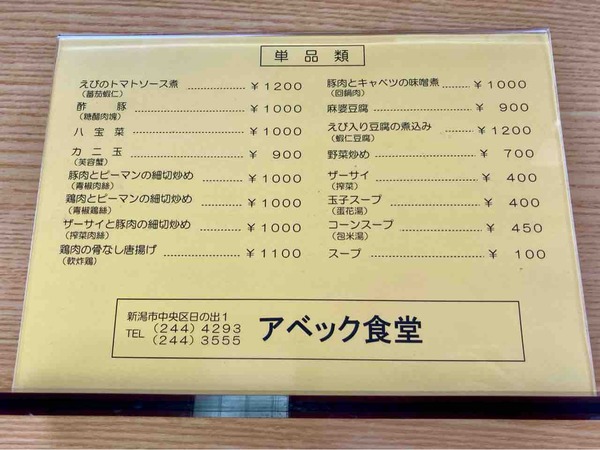 単品類
えびのトマトソース煮 ¥1200
(蕃茄蝦仁)
酢豚 ¥1000
(糖醋肉塊)
八宝菜 ¥1000
カニ玉 ¥900
(芙容蟹)
豚肉とピーマンの細切炒め ¥1000
(青椒肉絲)
鶏肉とピーマンの細切炒め ¥1000
(青椒鶏絲)
ザーサイと豚肉の細切炒め ¥1000
(搾菜肉絲)
鶏肉の骨なし唐揚げ ¥1100
(軟炸鶏)
豚肉とキャベツの味噌煮 ¥1000
(回鍋肉)
麻婆豆腐 ¥900
えび入り豆腐の煮込み ¥1200
(蝦仁豆腐)
野菜炒め ¥700
ザーサイ ¥400
(搾菜)
玉子スープ ¥400
(蛋花湯)
コーンスープ ¥450
(包米湯)
スープ ¥100
新潟市中央区日の出1
TEL (244)4293
(244)3555
アベック食堂